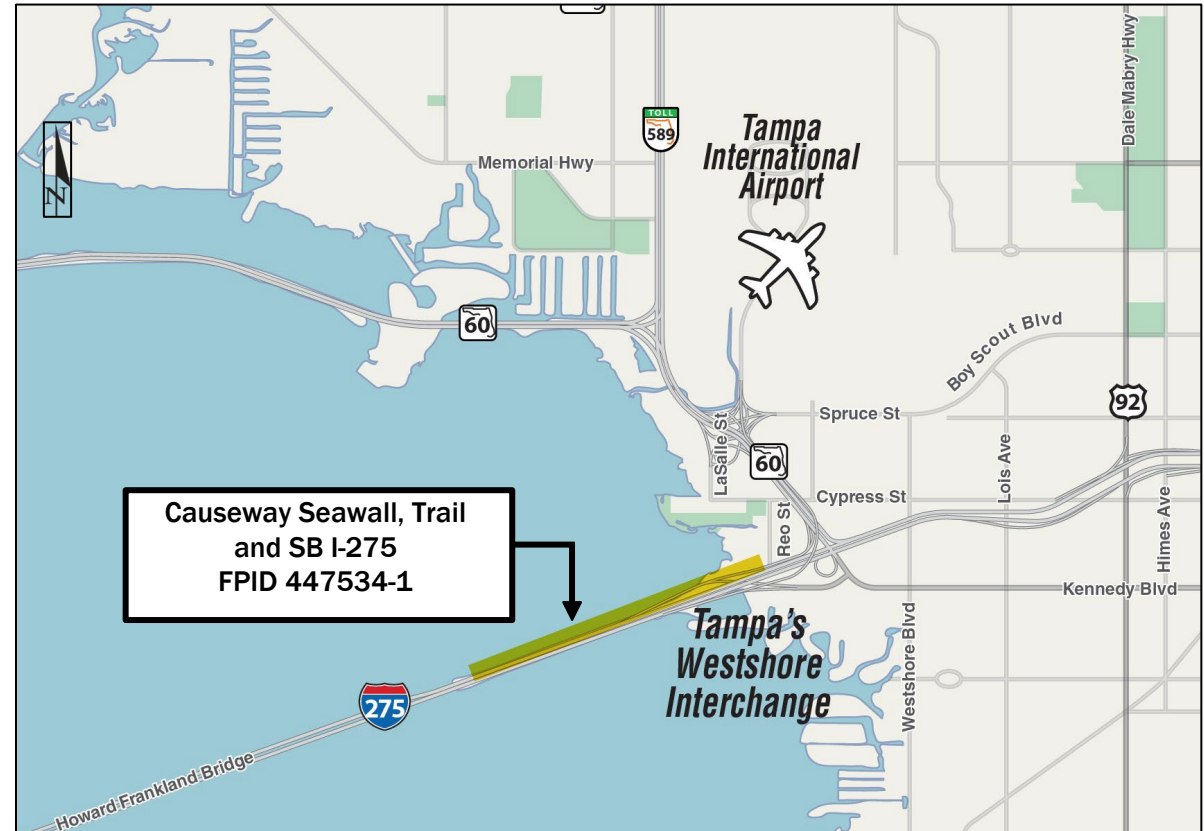 Dale Mabry Hwy
TOLL
589
Tampa
International
Airport
Memorial Hwy
N
60
Boy Scout Blvd
92
Spruce St
LaSalle St
60
Lois Ave
Cypress St
Causeway Seawall, Trail
and SB I-275
FPID 447534-1
Reo St
Himes Ave
Kennedy Blvd
Tampa's
Westshore
Interchange
Westshore Blvd
275
Howard Frankland Bridge